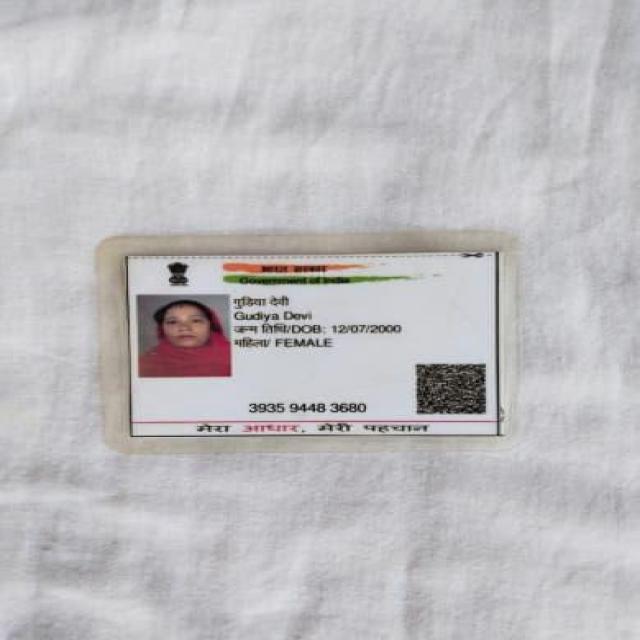 भारत सरकार
Government of India
गुडिया देवी
Gudiya Devi
जन्म तिथि/DOB: 12/07/2000
महिला/ FEMALE
3935 9448 3680
मेरा आधार, मेरी पहचान